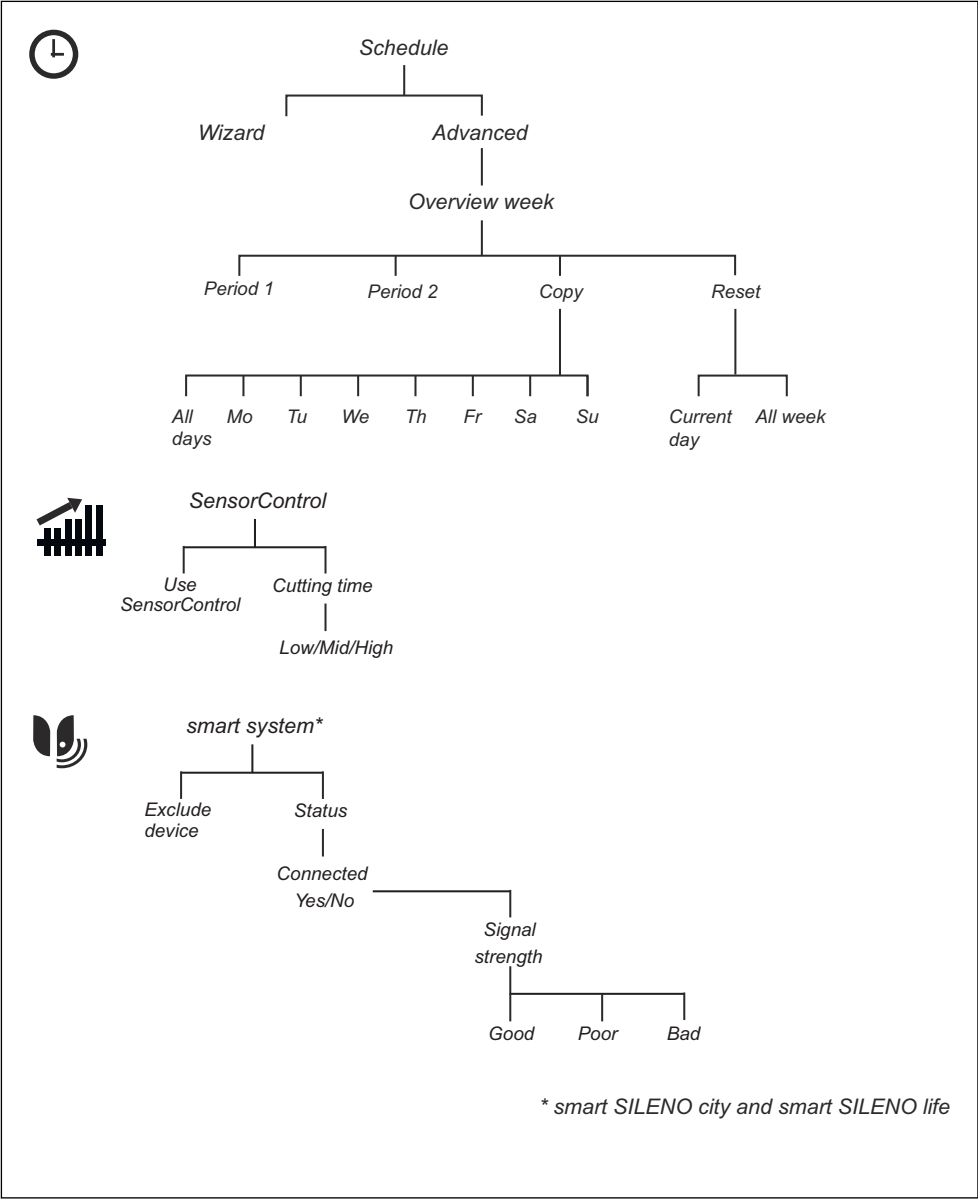 Schedule
Wizard
Advanced
Overview week
Period 1
Period 2
Copy
Reset
All
days
Mo
Tu
We
Th
Fr
Sa
Su
Current
day
All week
SensorControl
Use
SensorControl
Cutting time
Low/Mid/High
smart system*
Exclude
device
Status
Connected
Yes/No
Signal
strength
Good
Poor
Bad
* smart SILENO city and smart SILENO life